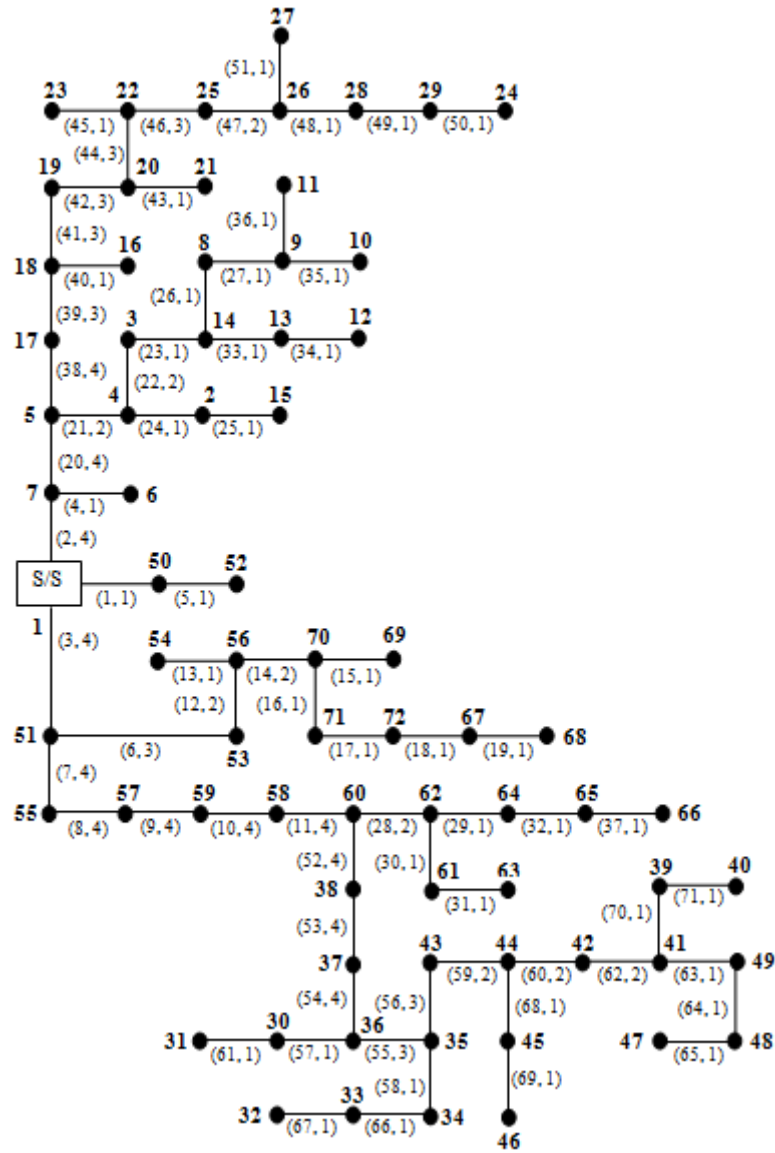 27
(51, 1)
23 22 25 26 28 29 24
(45, 1) (46, 3) (47, 2) (48, 1) (49, 1) (50, 1)
(44, 3)
19 20 21
(42, 3) (43, 1)
11
(41, 3) (36, 1)
16 8 9 10
18
(40, 1) (27, 1) (35, 1)
(39, 3) (26, 1)
3 14 13 12
17
(23, 1) (33, 1) (34, 1)
(38, 4) (22, 2)
4 2 15
5
(21, 2) (24, 1) (25, 1)
(20, 4)
7 6
(4, 1)
(2, 4)
50 52
S/S
(1, 1) (5, 1)
1
(3, 4)
54 56 70 69
(13, 1) (14, 2) (15, 1)
(12, 2) (16, 1)
51 71 72 67 68
(6, 3) 53 (17, 1) (18, 1) (19, 1)
(7, 4)
57 59 58 60 62 64 65 66
55
(8, 4) (9, 4) (10, 4) (11, 4) (28, 2) (29, 1) (32, 1) (37, 1)
(52, 4) (30, 1)
38 61 63 39 40
(31, 1) (71, 1)
(53, 4) (70, 1)
37 43 44 42 41 49
(59, 2) (60, 2) (62, 2) (63, 1)
(54, 4) (56, 3) (68, 1) (64, 1)
31 30 36 35 45 47 48
(61, 1) (57, 1) (55, 3) (65, 1)
(58, 1) (69, 1)
32 33 34
(67, 1) (66, 1)
46